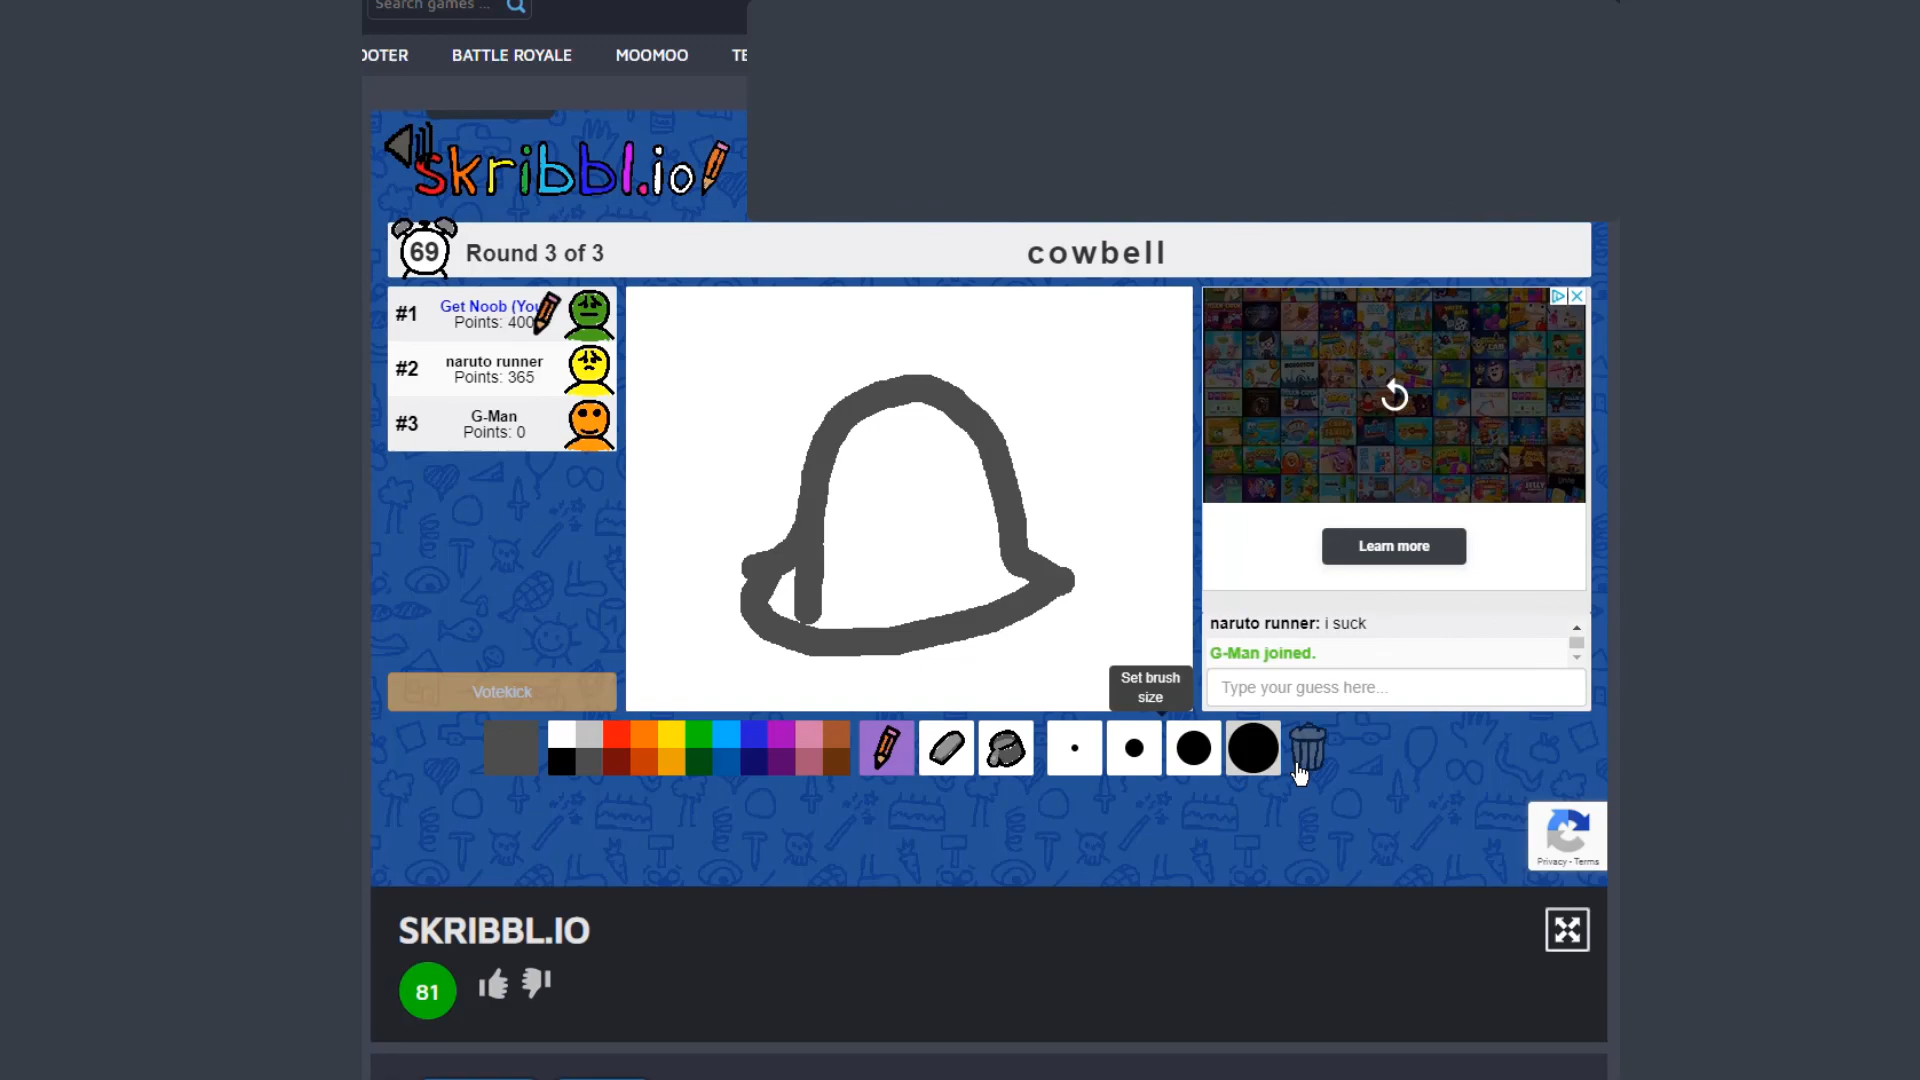 Search games ...
OOTER BATTLE ROYALE MOOMOO TE
skribbl.io
69 Round 3 of 3 cowbell
#1 Get Noob (You
Points: 400
#2 naruto runner
Points: 365
#3 G-Man
Points: 0
Learn more
naruto runner: i suck
G-Man joined.
Type your guess here...
Votekick
Set brush
size
Privacy - Terms
SKRIBBL.IO
81